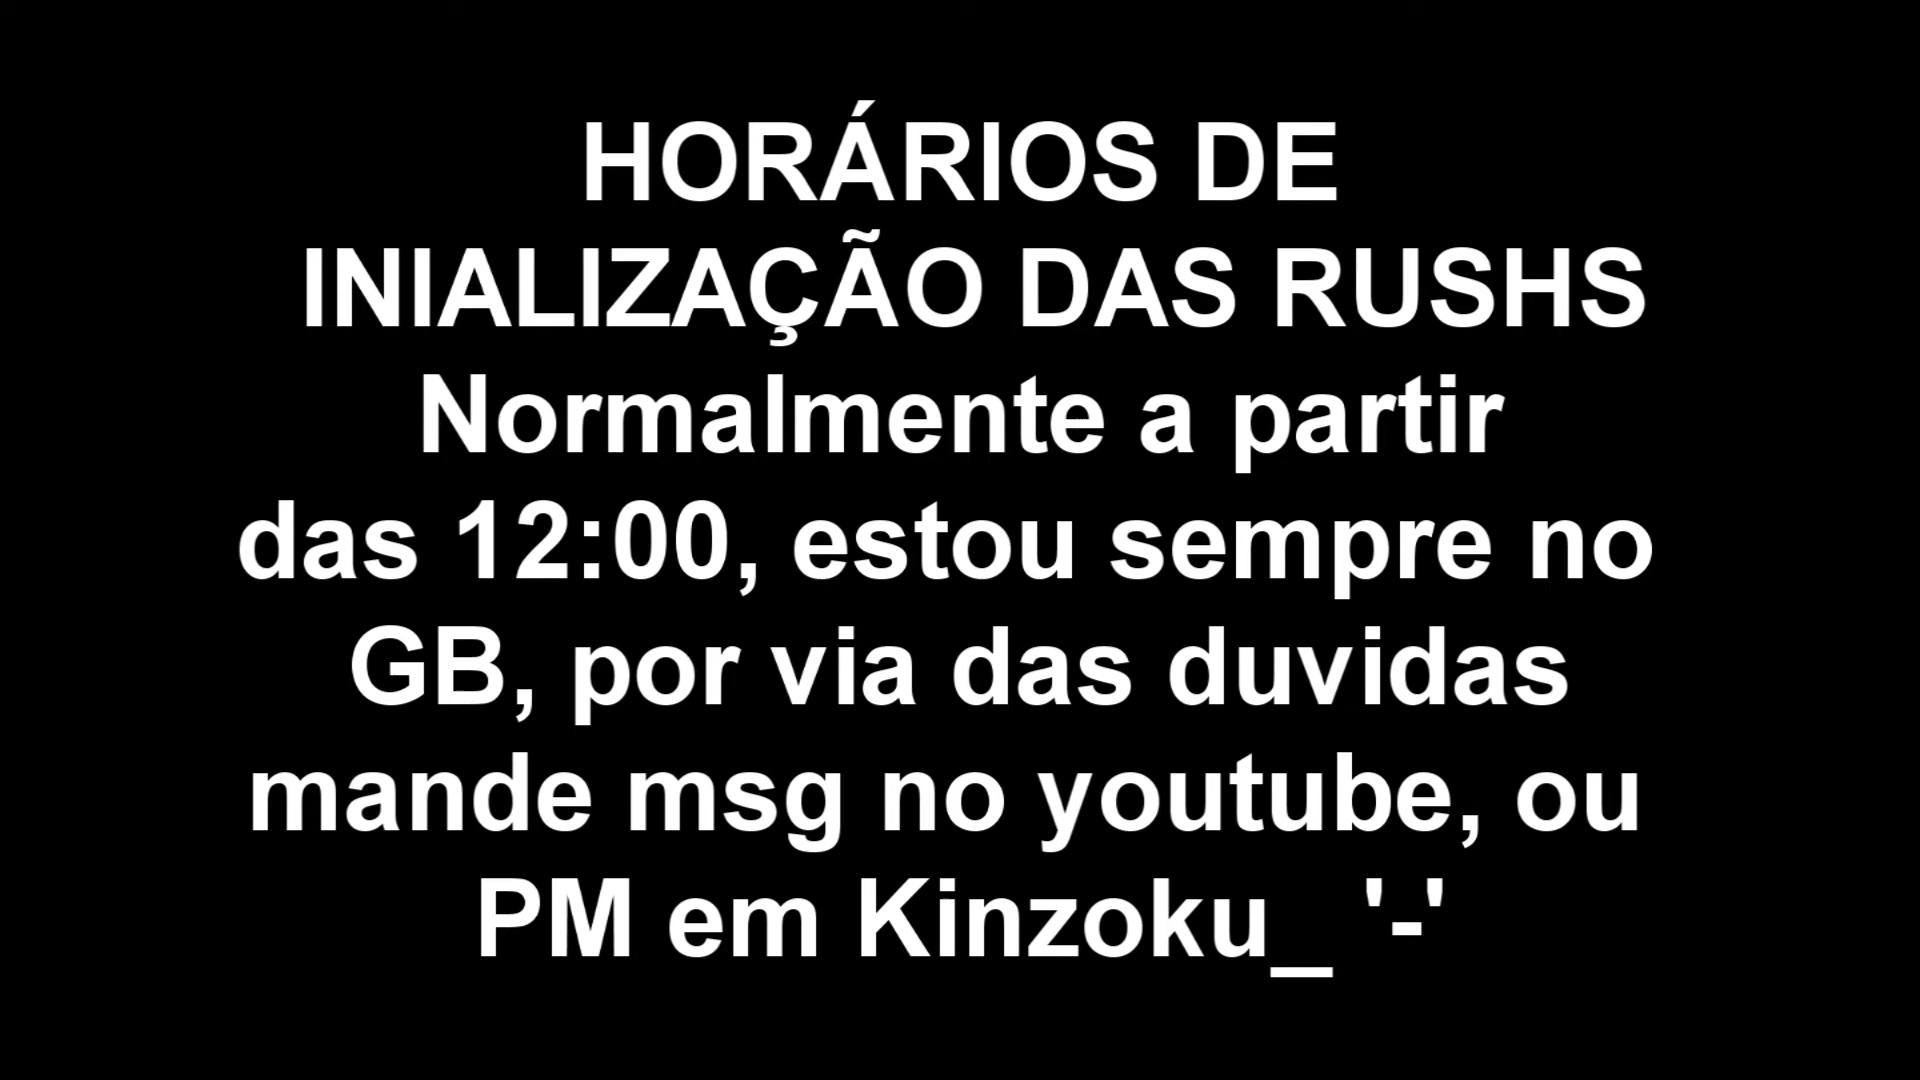 HORÁRIOS DE
INIALIZAÇÃO DAS RUSHS
Normalmente a partir
das 12:00, estou sempre no
GB, por via das duvidas
mande msg no youtube, ou
PM em Kinzoku_ '-'